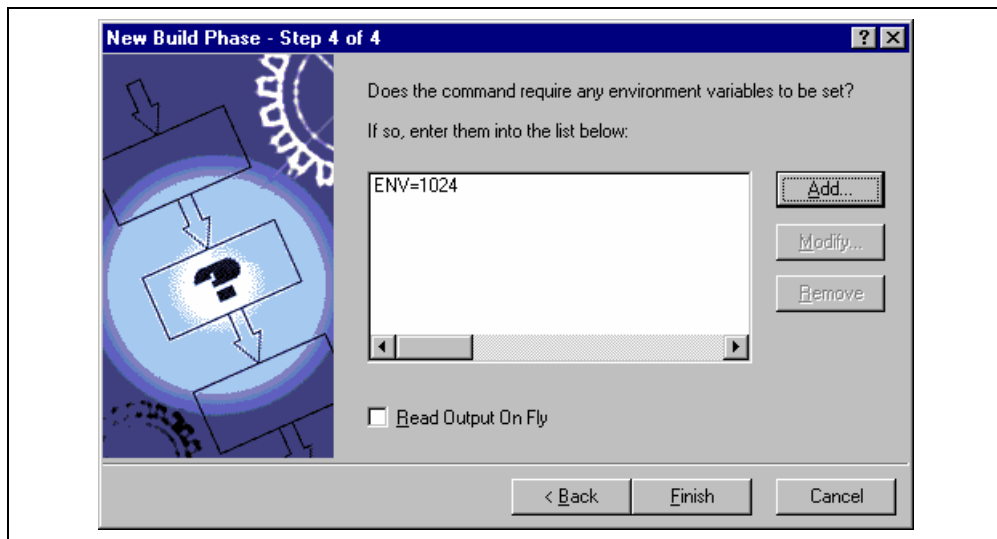 New Build Phase - Step 4 of 4
Does the command require any environment variables to be set?
If so, enter them into the list below:
ENV=1024
Add...
Modify...
Remove
Read Output On Fly
< Back
Finish
Cancel